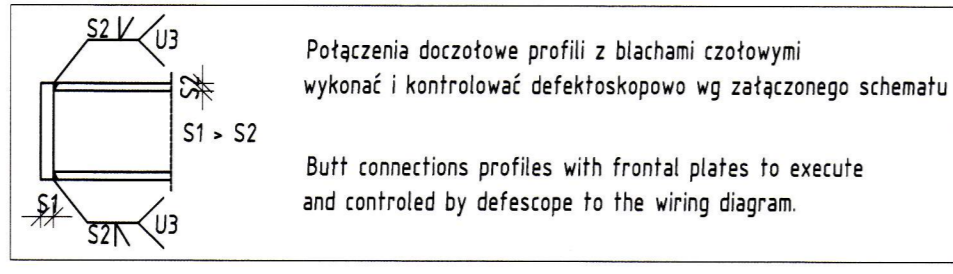 S2 U3
S2
S1 > S2
S1
S2 U3
Połączenia doczołowe profili z blachami czołowymi
wykonać i kontrolować defektoskopowo wg załączonego schematu
Butt connections profiles with frontal plates to execute
and controled by defescope to the wiring diagram.